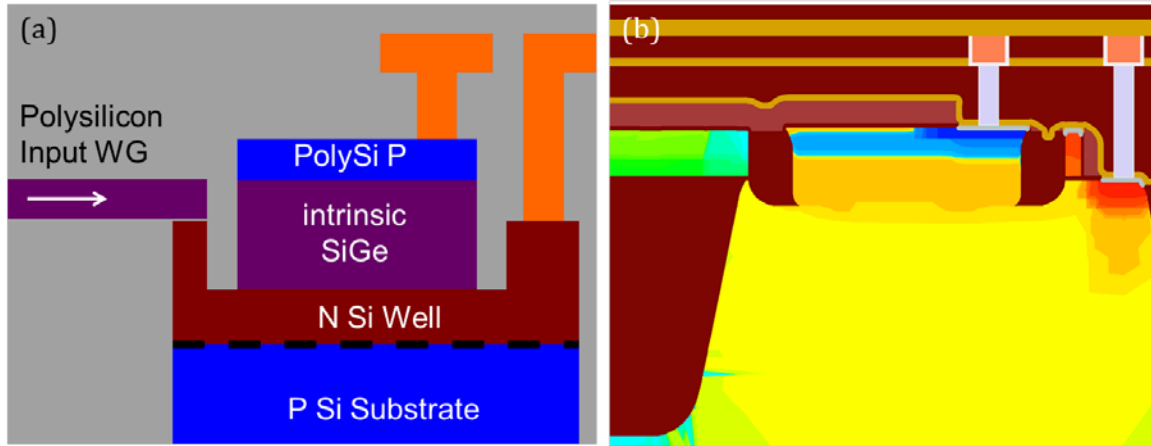 (a)
Polysilicon
Input WG
PolySi P
intrinsic
SiGe
N Si Well
P Si Substrate
(b)